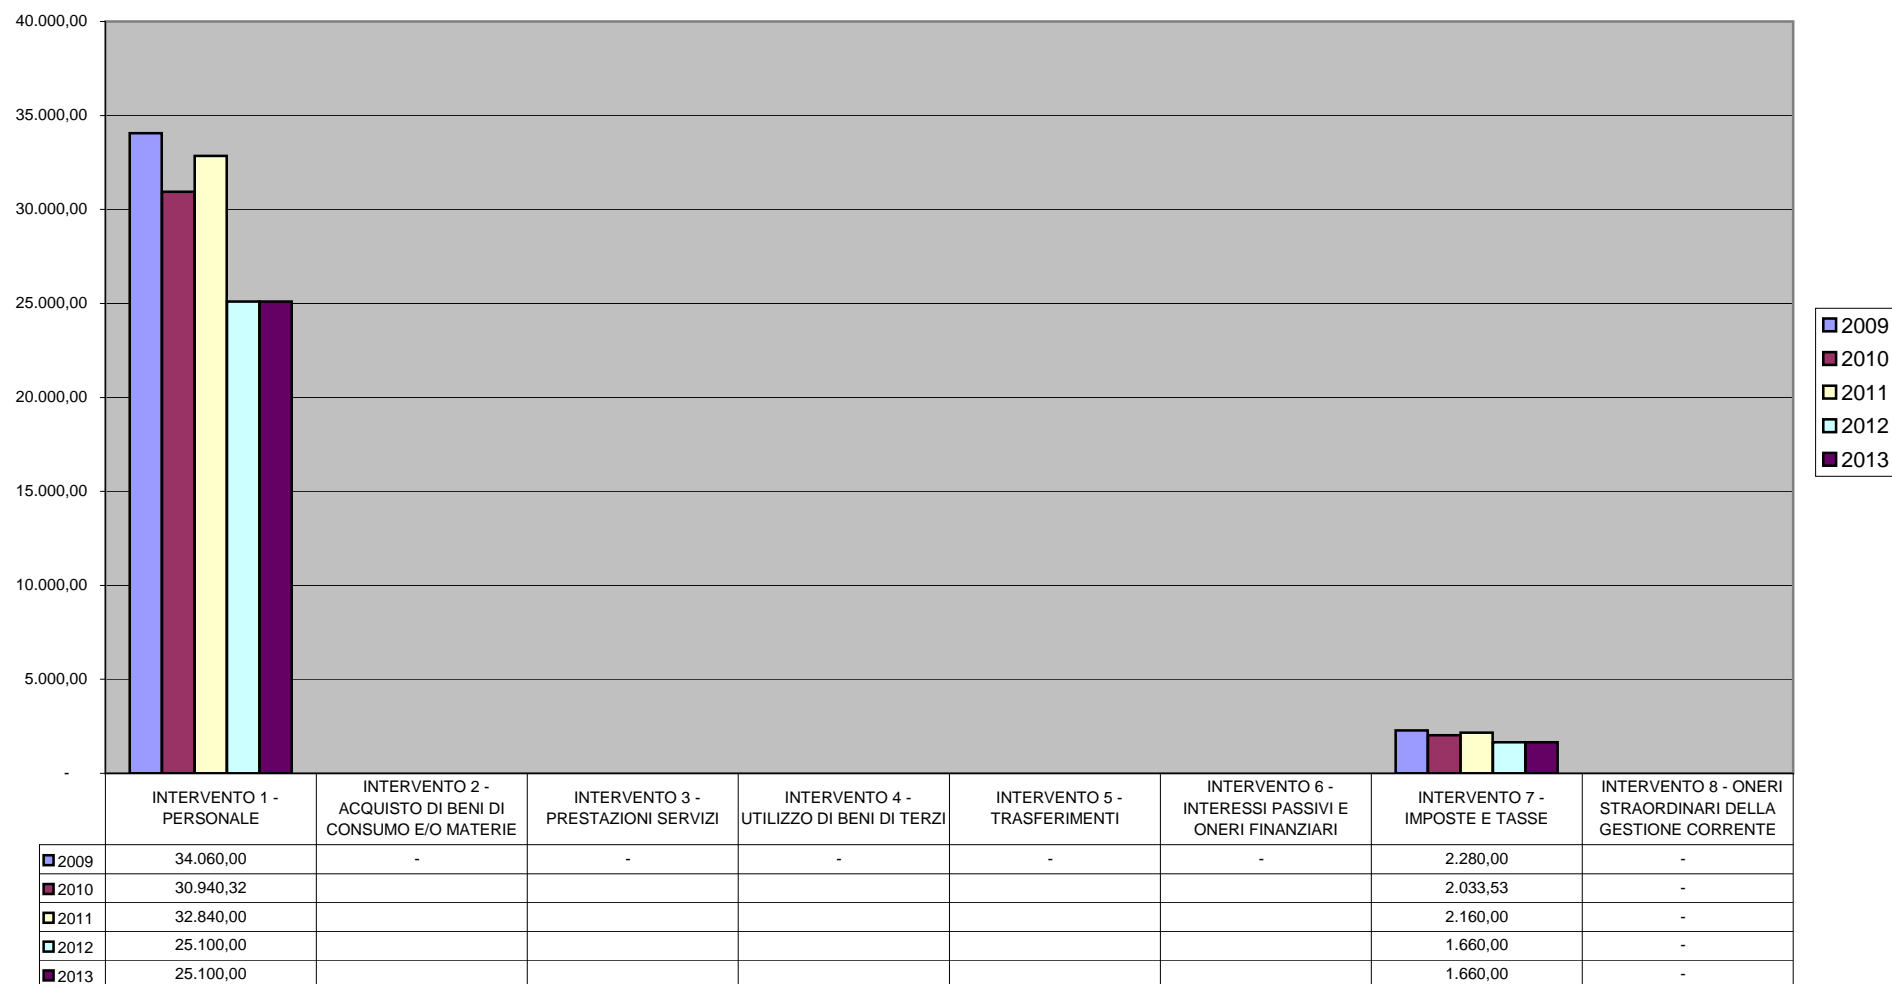 40.000,00
35.000,00
30.000,00
25.000,00
20.000,00
15.000,00
10.000,00
5.000,00
-
INTERVENTO 1 -
PERSONALE
INTERVENTO 2 -
ACQUISTO DI BENI DI
CONSUMO E/O MATERIE
INTERVENTO 3 -
PRESTAZIONI SERVIZI
INTERVENTO 4 -
UTILIZZO DI BENI DI TERZI
INTERVENTO 5 -
TRASFERIMENTI
INTERVENTO 6 -
INTERESSI PASSIVI E
ONERI FINANZIARI
INTERVENTO 7 -
IMPOSTE E TASSE
INTERVENTO 8 - ONERI
STRAORDINARI DELLA
GESTIONE CORRENTE
2009 34.060,00 - - - - - 2.280,00 -
2010 30.940,32 2.033,53 -
2011 32.840,00 2.160,00 -
2012 25.100,00 1.660,00 -
2013 25.100,00 1.660,00 -
2009
2010
2011
2012
2013